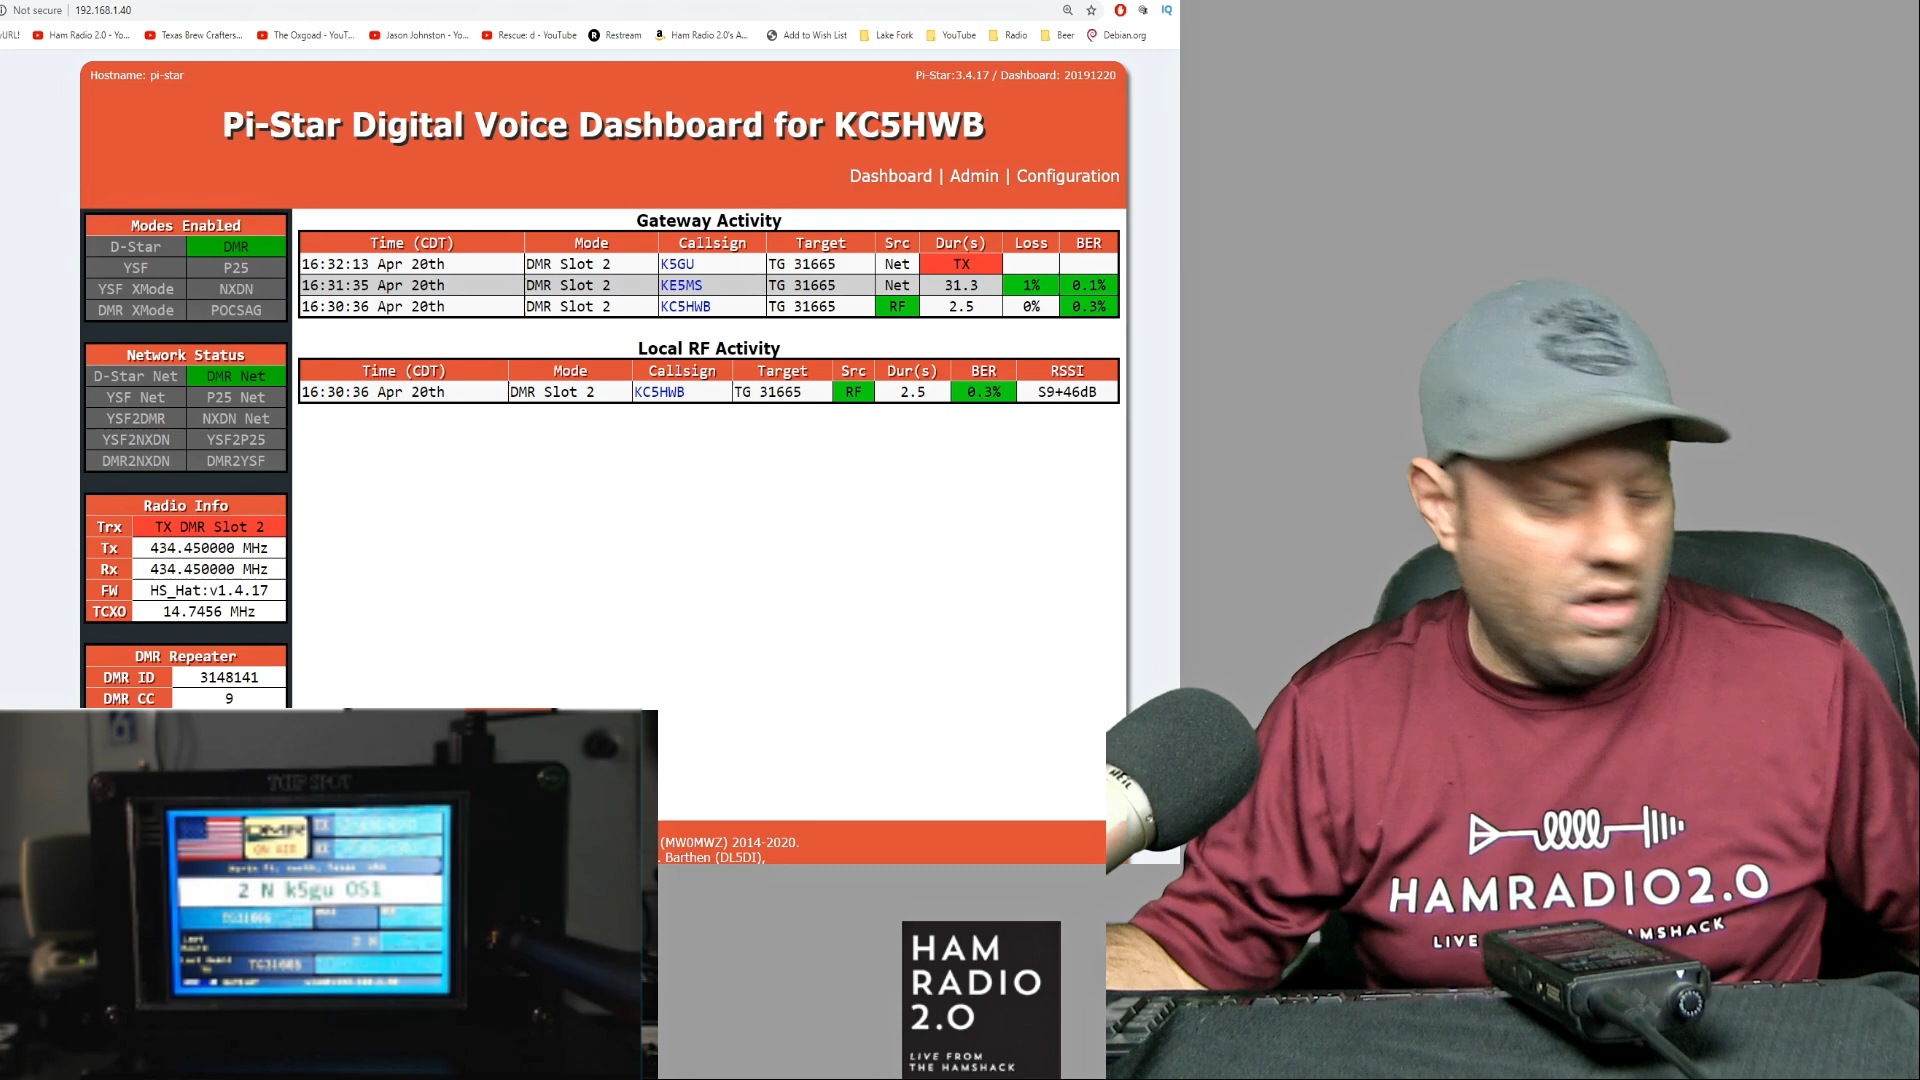 Not secure | 192.168.1.40
Ham Radio 2.0 - Yo... Texas Brew Crafters... The Oxgoad - YouT... Jason Johnston - Yo... Rescue: d - YouTube Restream Ham Radio 2.0's A... Add to Wish List Lake Fork YouTube Radio Beer Debian.org
Hostname: pi-star Pi-Star:3.4.17 / Dashboard: 20191220
Pi-Star Digital Voice Dashboard for KC5HWB
Dashboard | Admin | Configuration
Modes Enabled
D-Star DMR
YSF P25
YSF XMode NXDN
DMR XMode POCSAG
Network Status
D-Star Net DMR Net
YSF Net P25 Net
YSF2DMR NXDN Net
YSF2NXDN YSF2P25
DMR2NXDN DMR2YSF
Radio Info
Trx TX DMR Slot 2
Tx 434.450000 MHz
Rx 434.450000 MHz
FW HS_Hat:v1.4.17
TCXO 14.7456 MHz
DMR Repeater
DMR ID 3148141
DMR CC 9
Gateway Activity
Time (CDT) Mode Callsign Target Src Dur(s) Loss BER
16:32:13 Apr 20th DMR Slot 2 K5GU TG 31665 Net TX
16:31:35 Apr 20th DMR Slot 2 KE5MS TG 31665 Net 31.3 1% 0.1%
16:30:36 Apr 20th DMR Slot 2 KC5HWB TG 31665 RF 2.5 0% 0.3%
Local RF Activity
Time (CDT) Mode Callsign Target Src Dur(s) BER RSSI
16:30:36 Apr 20th DMR Slot 2 KC5HWB TG 31665 RF 2.5 0.3% S9+46dB
(MW0MWZ) 2014-2020.
. Barthen (DL5DI),
DMR
ON AIR
2 N k5gu OS1
TG31665
TG31665
HAM
RADIO
2.0
LIVE FROM
THE HAMSHACK
HEiL
HAMRADIO2.0
LIVE
AMSHACK